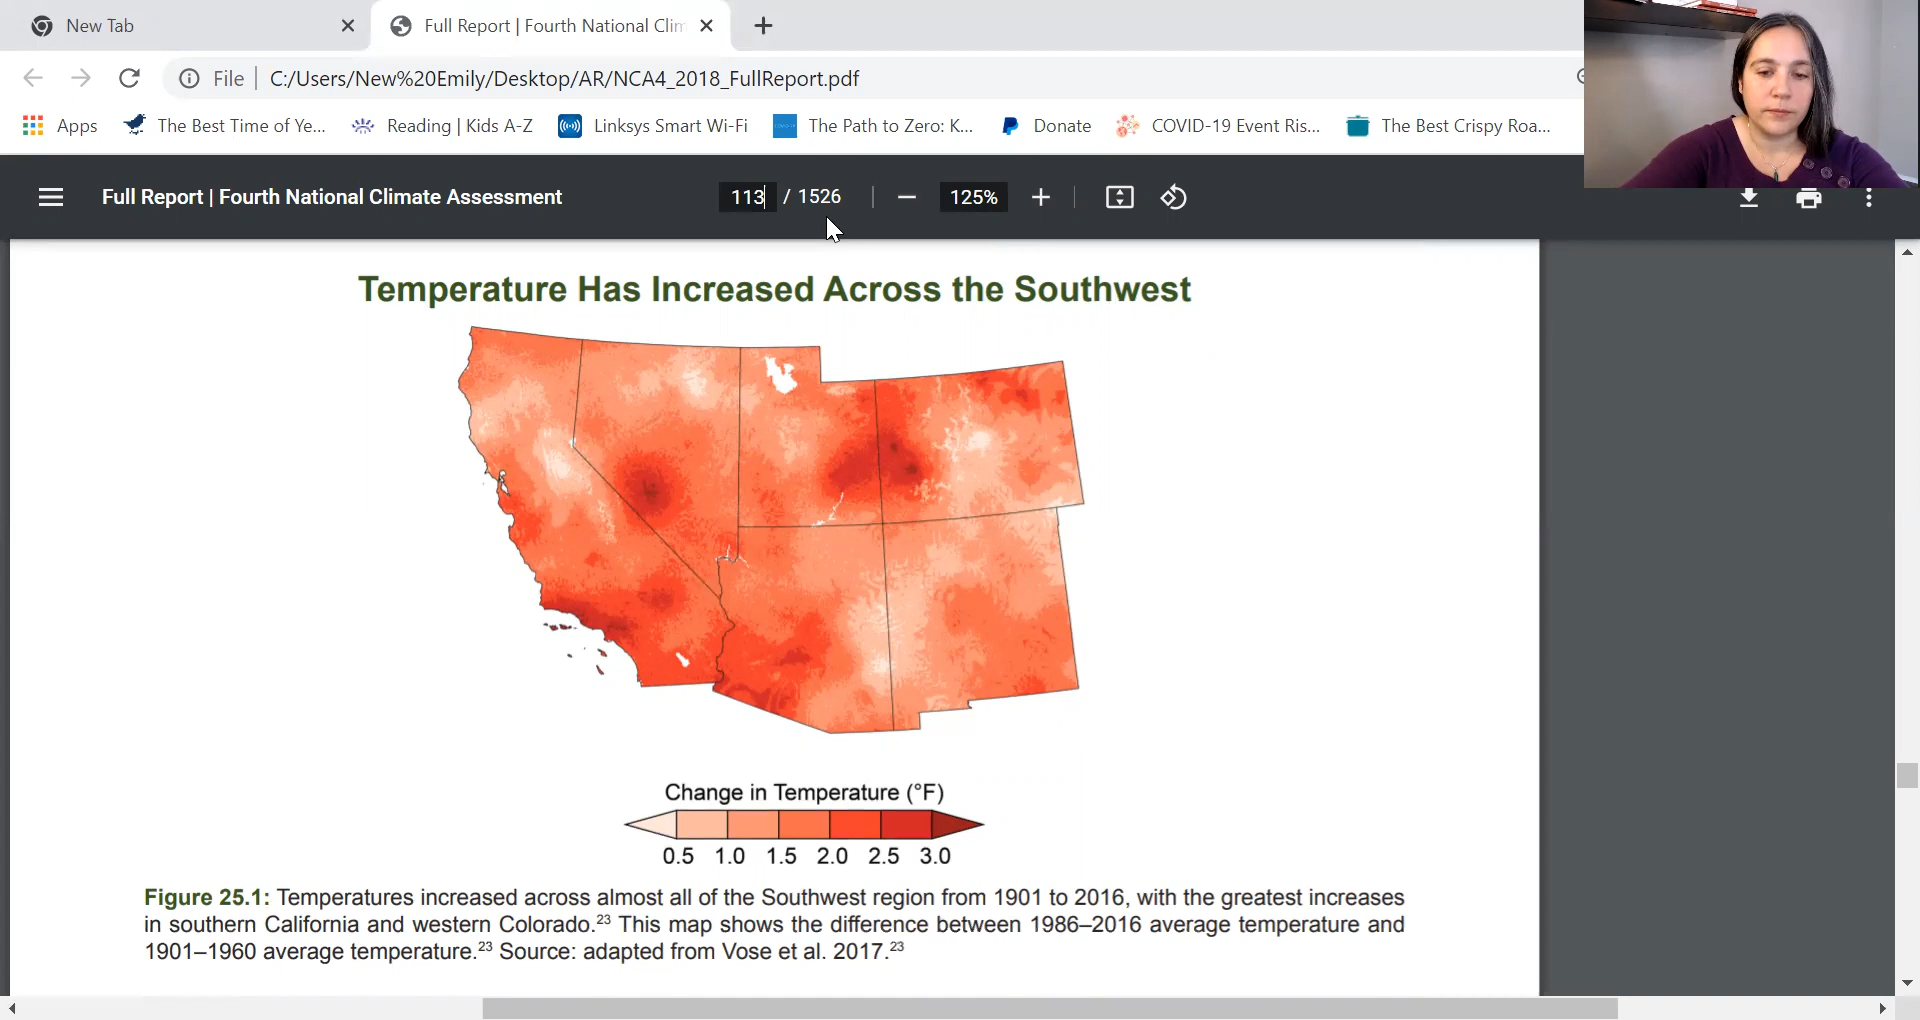 New Tab
Full Report | Fourth National Clim
File
C:/Users/New%20Emily/Desktop/AR/NCA4_2018_FullReport.pdf
Apps
The Best Time of Ye...
Reading | Kids A-Z
Linksys Smart Wi-Fi
The Path to Zero: K...
Donate
COVID-19 Event Ris...
The Best Crispy Roa...
Full Report | Fourth National Climate Assessment
113 / 1526
125%
Temperature Has Increased Across the Southwest
Change in Temperature (°F)
0.5 1.0 1.5 2.0 2.5 3.0
Figure 25.1: Temperatures increased across almost all of the Southwest region from 1901 to 2016, with the greatest increases
in southern California and western Colorado.23 This map shows the difference between 1986–2016 average temperature and
1901–1960 average temperature.23 Source: adapted from Vose et al. 2017.23